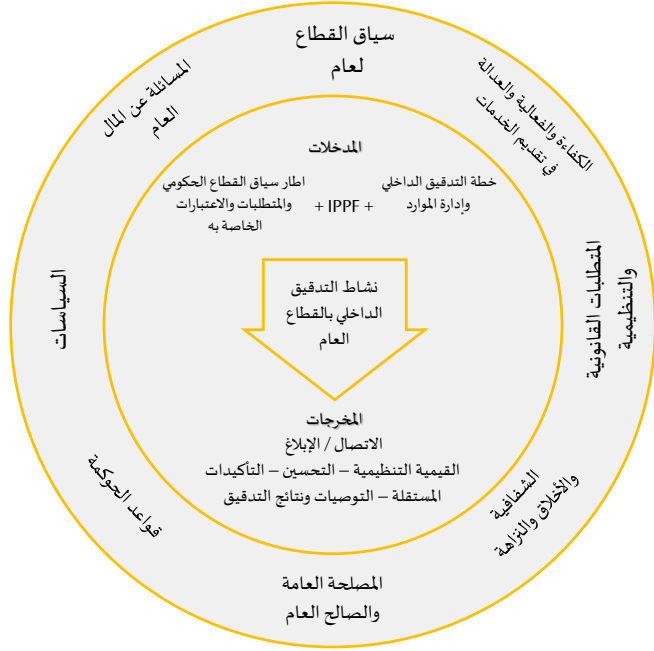 سياق القطاع
لعام
الكفاءة والفعالية والعدالة
في تقديم الخدمات
المتطلبات القانونية
والتنظيمية
الشفافية
والأخلاق والنزاهة
المصلحة العامة
والصالح العام
قواعد الحوكمة
السياسات
المسائلة عن المال
العام
المدخلات
خطة التدقيق الداخلي
وإدارة الموارد
+ IPPF +
اطار سياق القطاع الحكومي
والمتطلبات والاعتبارات
الخاصة به
نشاط التدقيق
الداخلي بالقطاع
العام
المخرجات
الاتصال / الإبلاغ
القيمية التنظيمية – التحسين – التأكيدات
المستقلة – التوصيات ونتائج التدقيق